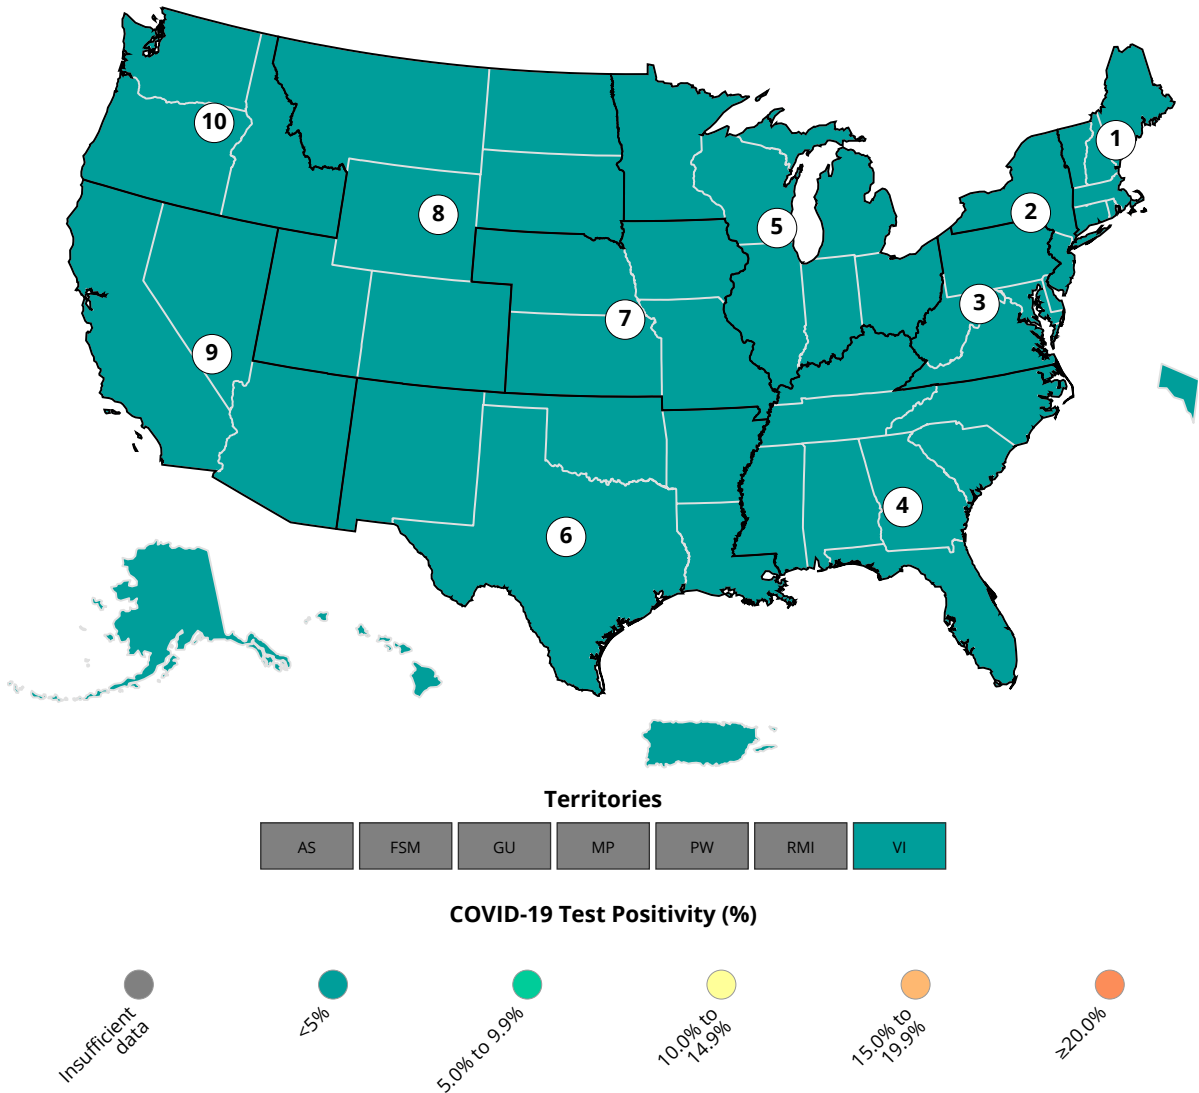 10
1
8
2
5
3
7
9
4
6
Territories
AS
FSM
GU
MP
PW
RMI
VI
COVID-19 Test Positivity (%)
Insufficient
data
<5%
5.0% to 9.9%
10.0% to
14.9%
15.0% to
19.9%
≥20.0%